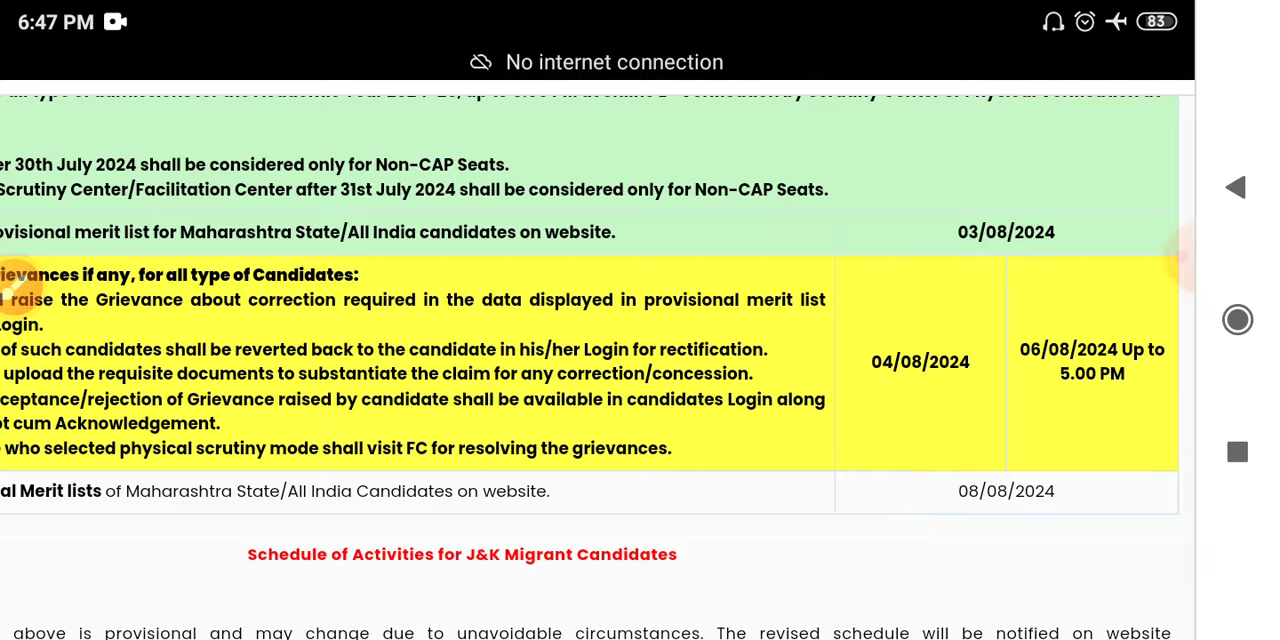 6:47 PM
83
No internet connection
er 30th July 2024 shall be considered only for Non-CAP Seats.
Scrutiny Center/Facilitation Center after 31st July 2024 shall be considered only for Non-CAP Seats.
ovisional merit list for Maharashtra State/All India candidates on website. 03/08/2024
ievances if any, for all type of Candidates:
raise the Grievance about correction required in the data displayed in provisional merit list
Login.
of such candidates shall be reverted back to the candidate in his/her Login for rectification.
upload the requisite documents to substantiate the claim for any correction/concession.
ceptance/rejection of Grievance raised by candidate shall be available in candidates Login along
pt cum Acknowledgement.
who selected physical scrutiny mode shall visit FC for resolving the grievances.
04/08/2024
06/08/2024 Up to
5.00 PM
al Merit lists of Maharashtra State/All India Candidates on website. 08/08/2024
Schedule of Activities for J&K Migrant Candidates
above is provisional and may change due to unavoidable circumstances. The revised schedule will be notified on website